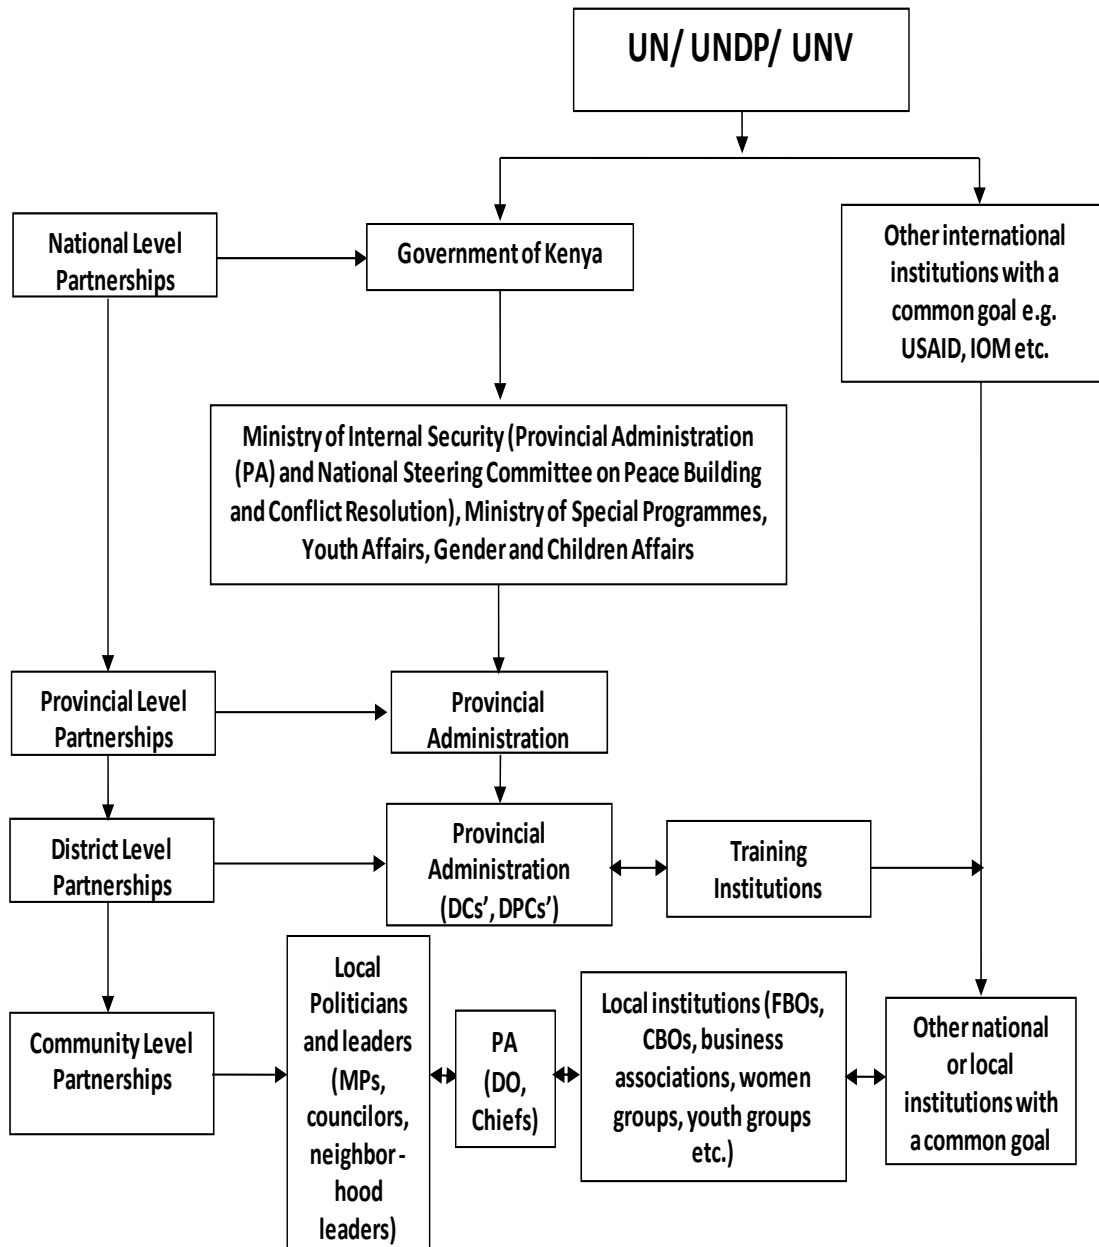 UN/ UNDP/ UNV
National Level
Partnerships
Government of Kenya
Other international
institutions with a
common goal e.g.
USAID, IOM etc.
Ministry of Internal Security (Provincial Administration
(PA) and National Steering Committee on Peace Building
and Conflict Resolution), Ministry of Special Programmes,
Youth Affairs, Gender and Children Affairs
Provincial Level
Partnerships
Provincial
Administration
District Level
Partnerships
Provincial
Administration
(DCs’, DPCs’)
Training
Institutions
Community Level
Partnerships
Local
Politicians
and leaders
(MPs,
councilors,
neighbor -
hood
leaders)
PA
(DO,
Chiefs)
Local institutions (FBOs,
CBOs, business
associations, women
groups, youth groups
etc.)
Other national
or local
institutions with
a common goal